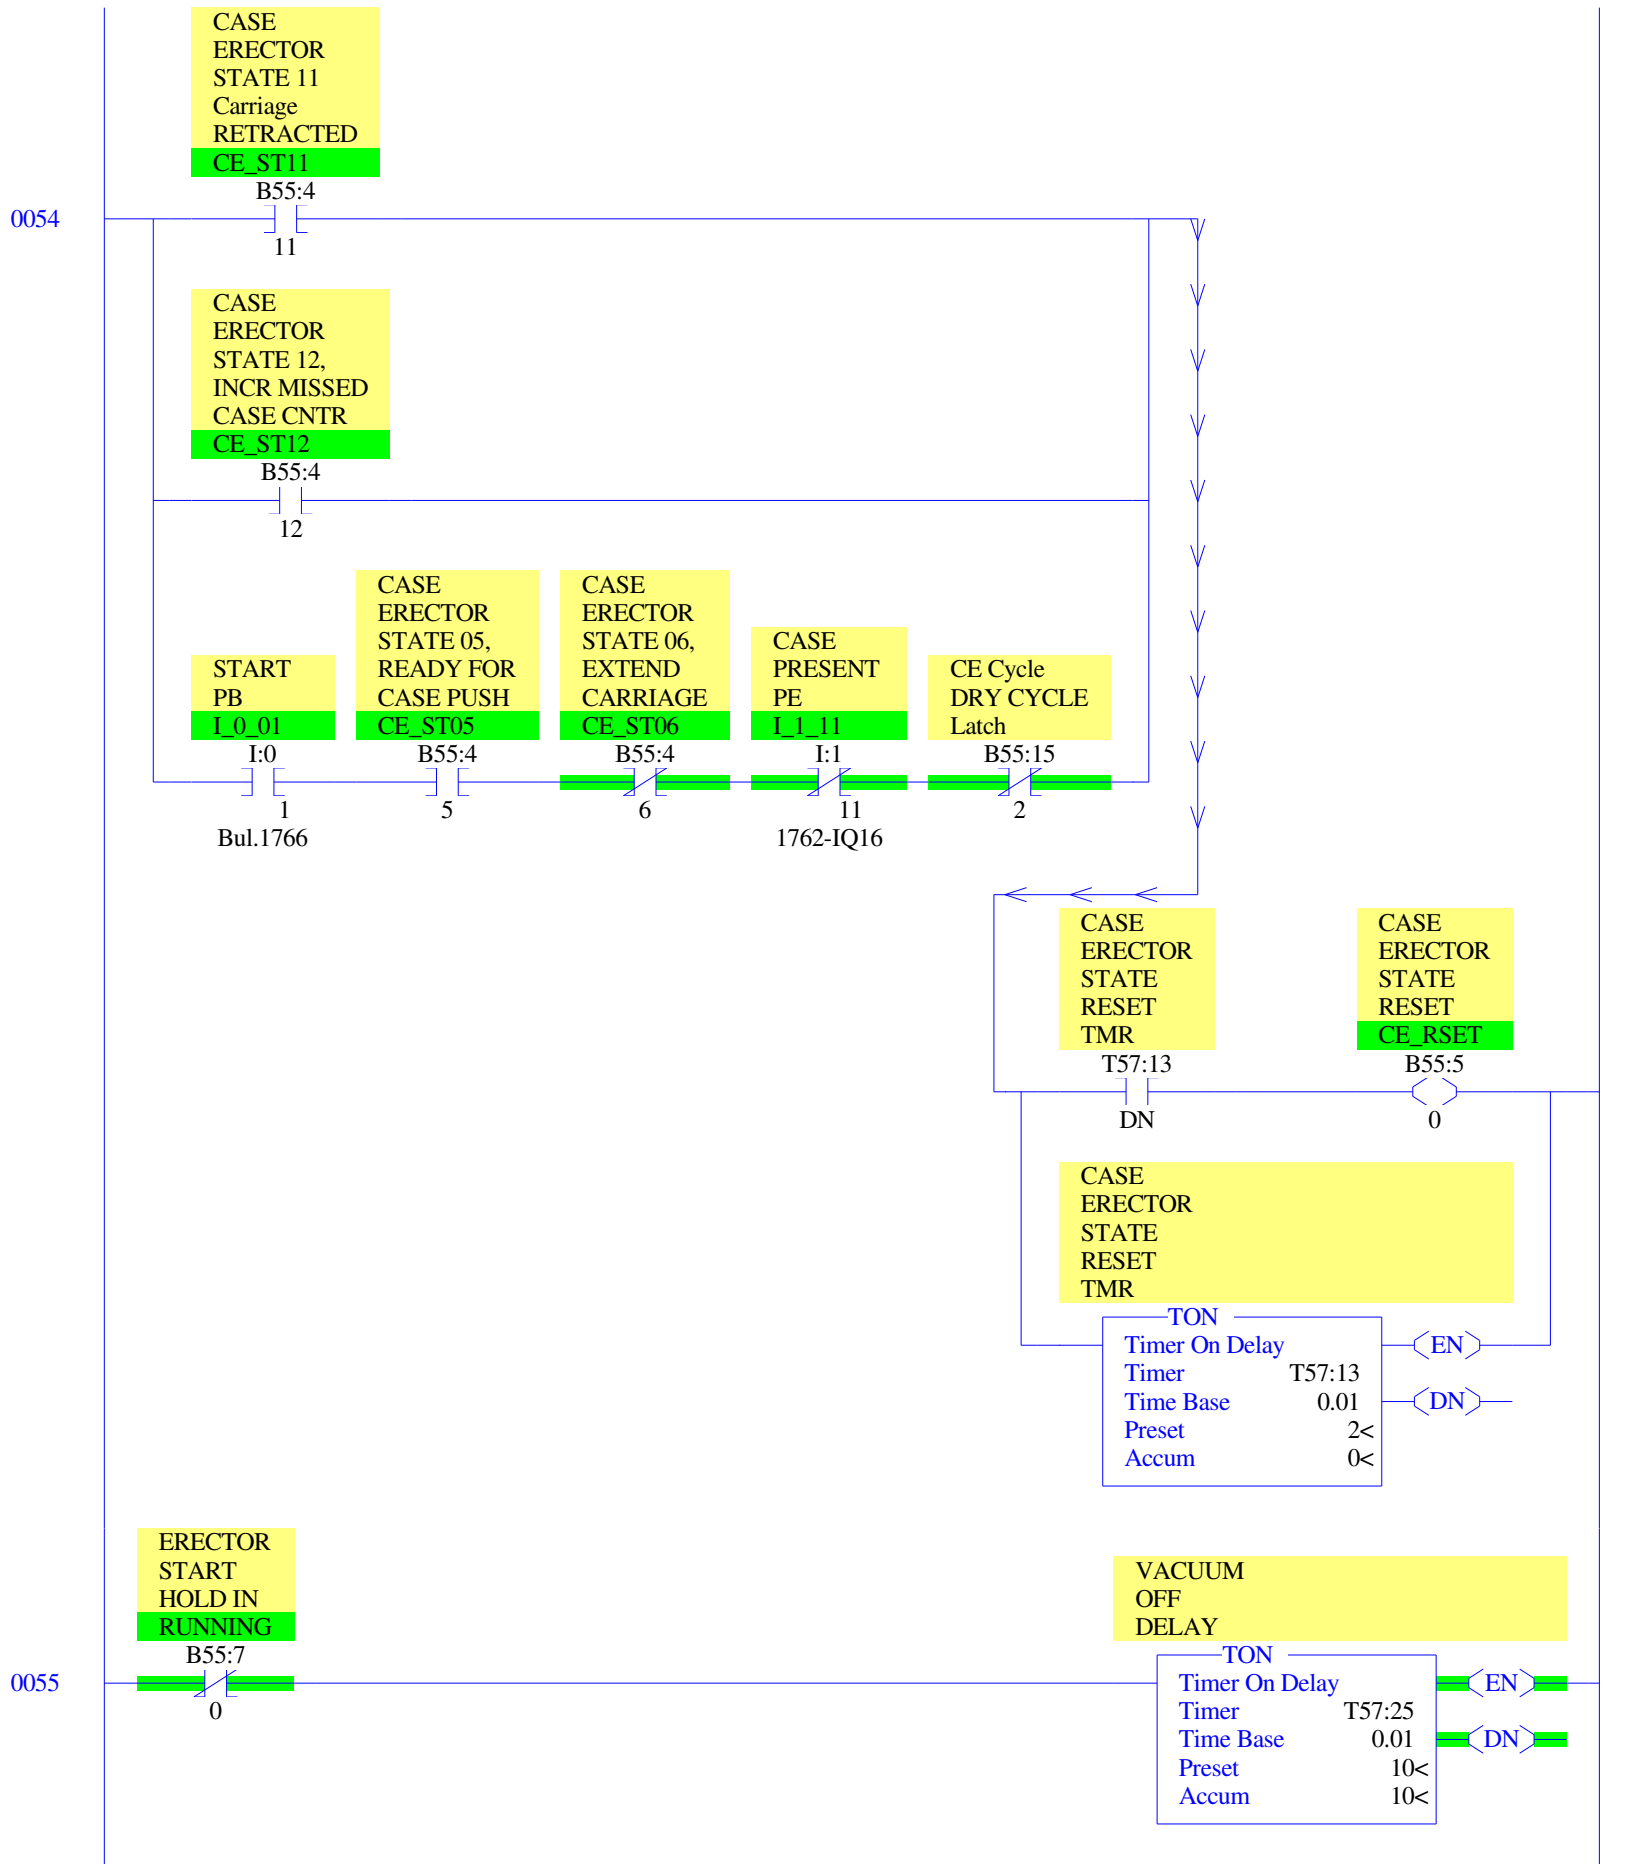 CASE
ERECTOR
STATE 11
Carriage
RETRACTED
CE_ST11
B55:4
0054
11
CASE
ERECTOR
STATE 12,
INCR MISSED
CASE CNTR
CE_ST12
B55:4
12
START
PB
I_0_01
I:0
1
Bul.1766
CASE
ERECTOR
STATE 05,
READY FOR
CASE PUSH
CE_ST05
B55:4
5
CASE
ERECTOR
STATE 06,
EXTEND
CARRIAGE
CE_ST06
B55:4
6
CASE
PRESENT
PE
I_1_11
I:1
11
1762-IQ16
CE Cycle
DRY CYCLE
Latch
B55:15
2
CASE
ERECTOR
STATE
RESET
TMR
T57:13
DN
CASE
ERECTOR
STATE
RESET
CE_RSET
B55:5
0
CASE
ERECTOR
STATE
RESET
TMR
TON
Timer On Delay
Timer T57:13
Time Base 0.01
Preset 2<
Accum 0<
EN
DN
ERECTOR
START
HOLD IN
RUNNING
B55:7
0055
0
VACUUM
OFF
DELAY
TON
Timer On Delay
Timer T57:25
Time Base 0.01
Preset 10<
Accum 10<
EN
DN